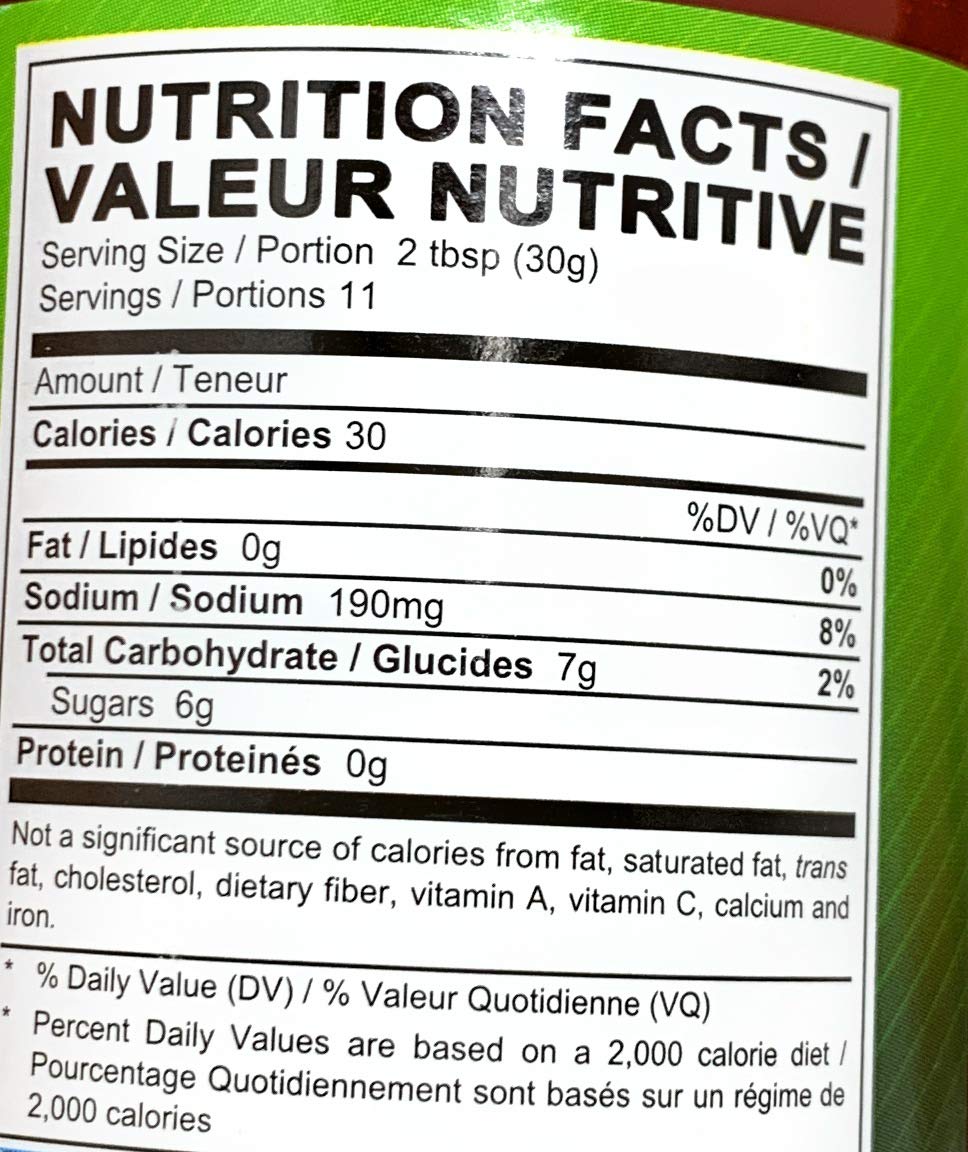 NUTRITION FACTS /
VALEUR NUTRITIVE
Serving Size / Portion 2 tbsp (30g)
Servings / Portions 11
Amount / Teneur
Calories / Calories 30
%DV / %VQ*
Fat / Lipides 0g 0%
Sodium / Sodium 190mg 8%
Total Carbohydrate / Glucides 7g 2%
Sugars 6g
Protein / Proteinés 0g
Not a significant source of calories from fat, saturated fat, trans
fat, cholesterol, dietary fiber, vitamin A, vitamin C, calcium and
iron.
* % Daily Value (DV) / % Valeur Quotidienne (VQ)
* Percent Daily Values are based on a 2,000 calorie diet /
Pourcentage Quotidiennement sont basés sur un régime de
2,000 calories